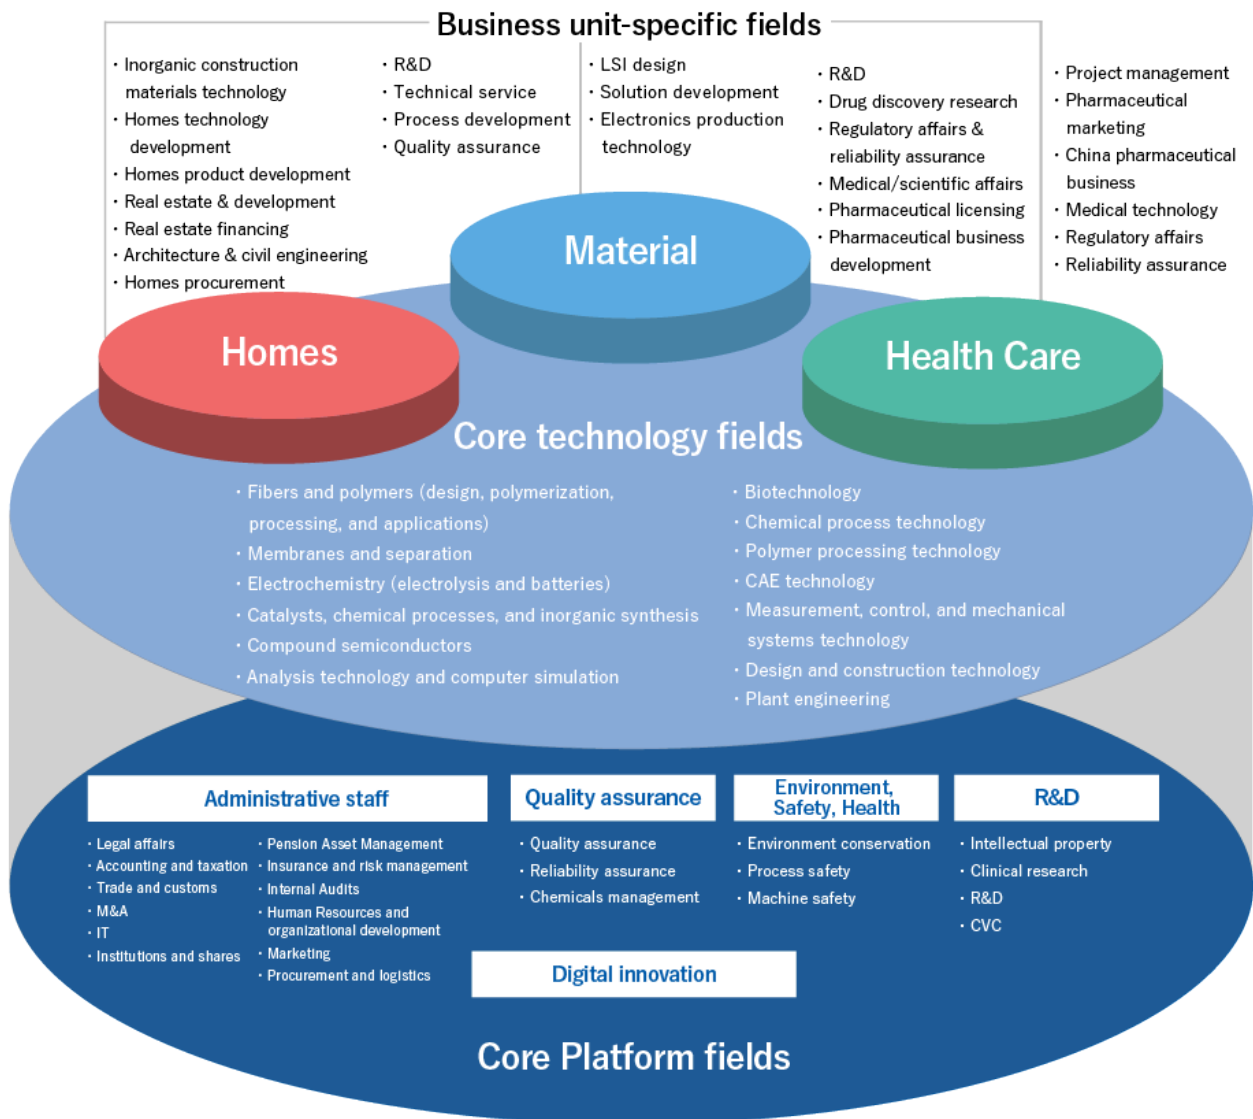 Business unit-specific fields
・Inorganic construction
materials technology
・Homes technology
development
・Homes product development
・Real estate & development
・Real estate financing
・Architecture & civil engineering
・Homes procurement
・R&D
・Technical service
・Process development
・Quality assurance
・LSI design
・Solution development
・Electronics production
technology
・R&D
・Drug discovery research
・Regulatory affairs &
reliability assurance
・Medical/scientific affairs
・Pharmaceutical licensing
・Pharmaceutical business
development
・Project management
・Pharmaceutical
marketing
・China pharmaceutical
business
・Medical technology
・Regulatory affairs
・Reliability assurance
Homes
Material
Health Care
Core technology fields
・Fibers and polymers (design, polymerization,
processing, and applications)
・Membranes and separation
・Electrochemistry (electrolysis and batteries)
・Catalysts, chemical processes, and inorganic synthesis
・Compound semiconductors
・Analysis technology and computer simulation
・Biotechnology
・Chemical process technology
・Polymer processing technology
・CAE technology
・Measurement, control, and mechanical
systems technology
・Design and construction technology
・Plant engineering
Administrative staff
・Legal affairs
・Accounting and taxation
・Trade and customs
・M&A
・IT
・Institutions and shares
・Pension Asset Management
・Insurance and risk management
・Internal Audits
・Human Resources and
organizational development
・Marketing
・Procurement and logistics
Quality assurance
・Quality assurance
・Reliability assurance
・Chemicals management
Environment,
Safety, Health
・Environment conservation
・Process safety
・Machine safety
R&D
・Intellectual property
・Clinical research
・R&D
・CVC
Digital innovation
Core Platform fields